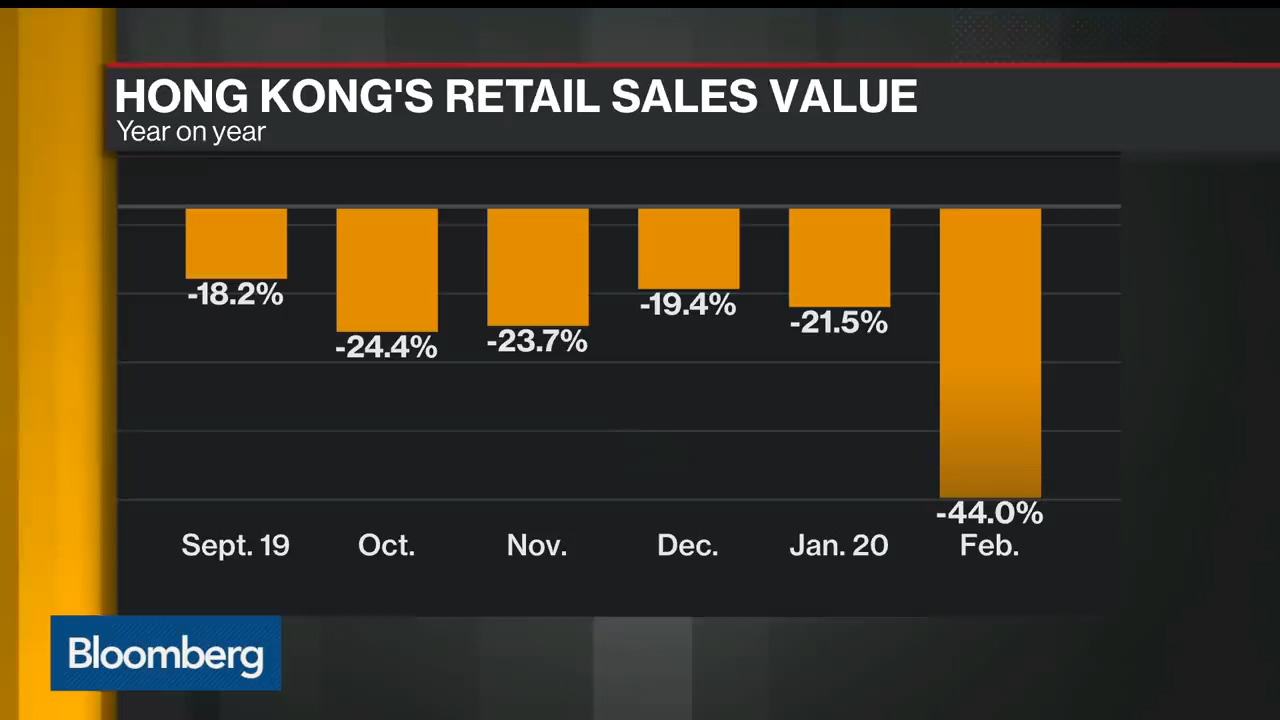 HONG KONG'S RETAIL SALES VALUE
Year on year
-18.2%
-24.4%
-23.7%
-19.4%
-21.5%
-44.0%
Sept. 19 Oct. Nov. Dec. Jan. 20 Feb.
Bloomberg